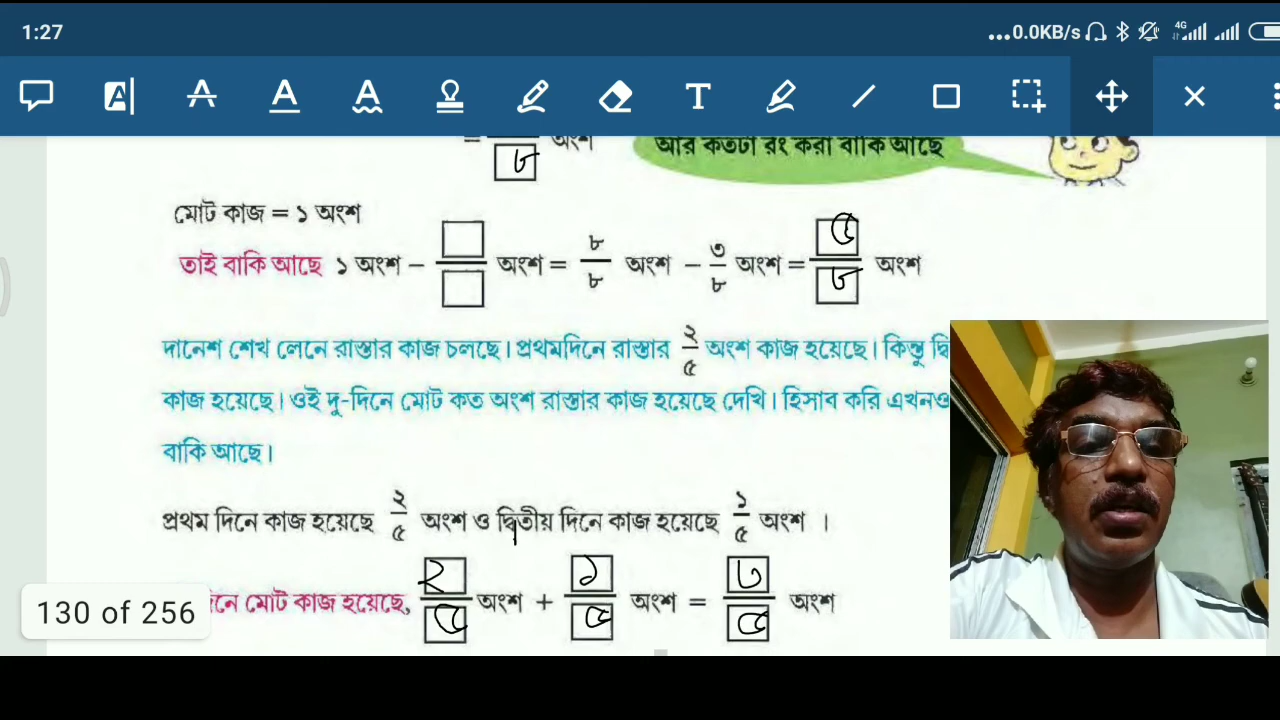 1:27
...0.0KB/s 4G
= ৮ অংশ
আর কতটা রং করা বাকি আছে
মোট কাজ = ১ অংশ
তাই বাকি আছে ১ অংশ – □/□ অংশ = ৮/৮ অংশ – ৩/৮ অংশ = ৫/৮ অংশ
দানেশ শেখ লেনে রাস্তার কাজ চলছে। প্রথমদিনে রাস্তার ২/৫ অংশ কাজ হয়েছে। কিন্তু দ্বি
কাজ হয়েছে। ওই দু-দিনে মোট কত অংশ রাস্তার কাজ হয়েছে দেখি। হিসাব করি এখনও
বাকি আছে।
প্রথম দিনে কাজ হয়েছে ২/৫ অংশ ও দ্বিতীয় দিনে কাজ হয়েছে ১/৫ অংশ ।
দিনে মোট কাজ হয়েছে, ২/৫ অংশ + ১/৫ অংশ = ৩/৫ অংশ
130 of 256